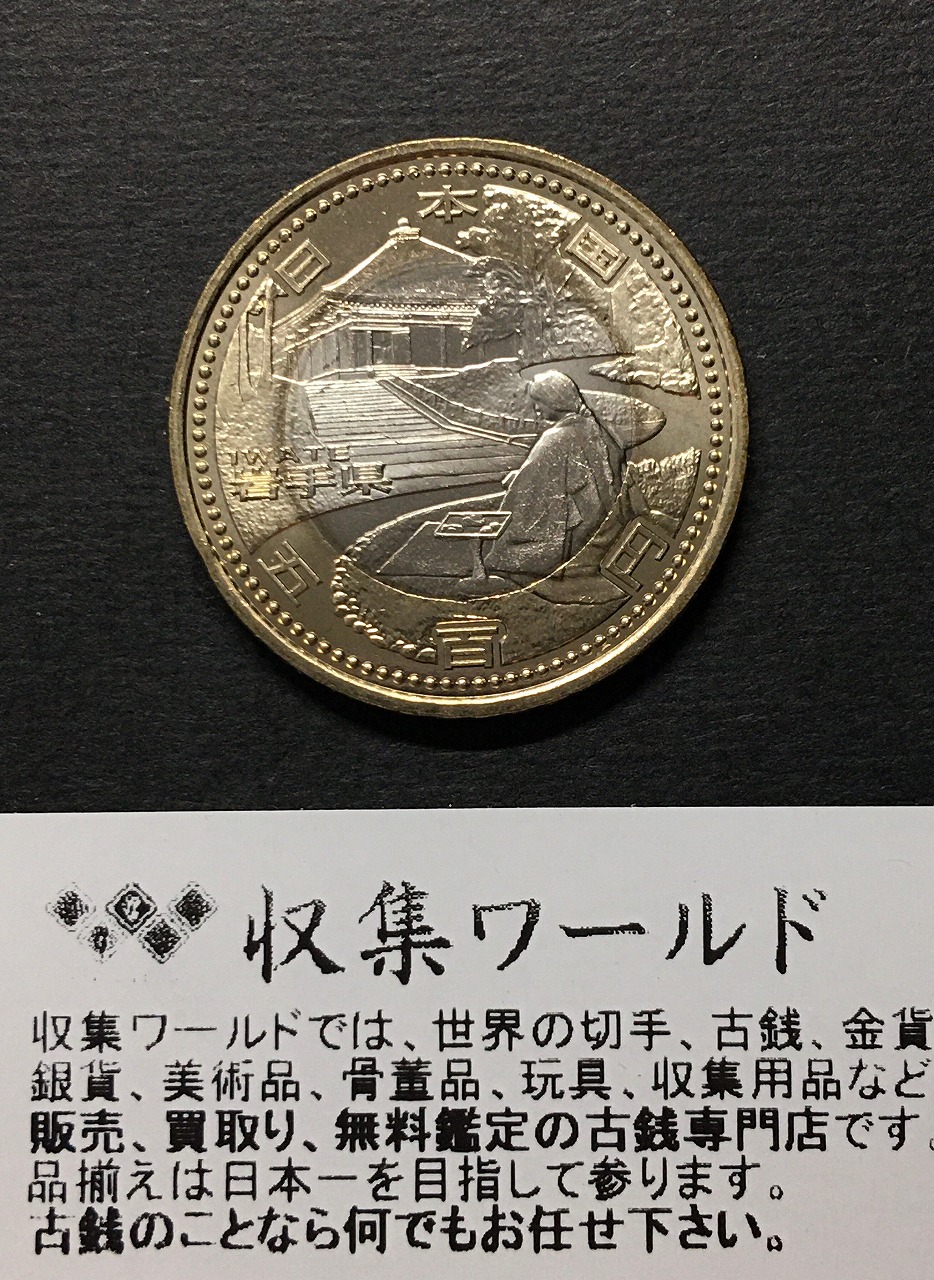 日本国
IWATE
岩手県
五百円
収集ワールド
収集ワールドでは、世界の切手、古銭、金貨
銀貨、美術品、骨董品、玩具、収集用品など
販売、買取り、無料鑑定の古銭専門店です。
品揃えは日本一を目指して参ります。
古銭のことなら何でもお任せ下さい。